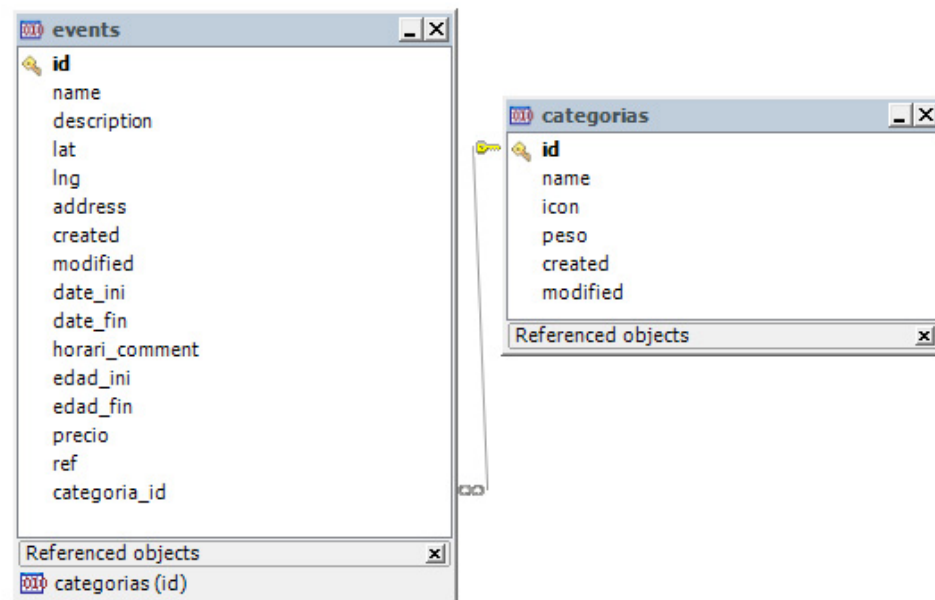 events
id
name
description
lat
lng
address
created
modified
date_ini
date_fin
horari_comment
edad_ini
edad_fin
precio
ref
categoria_id
Referenced objects
categorias (id)
categorias
id
name
icon
peso
created
modified
Referenced objects